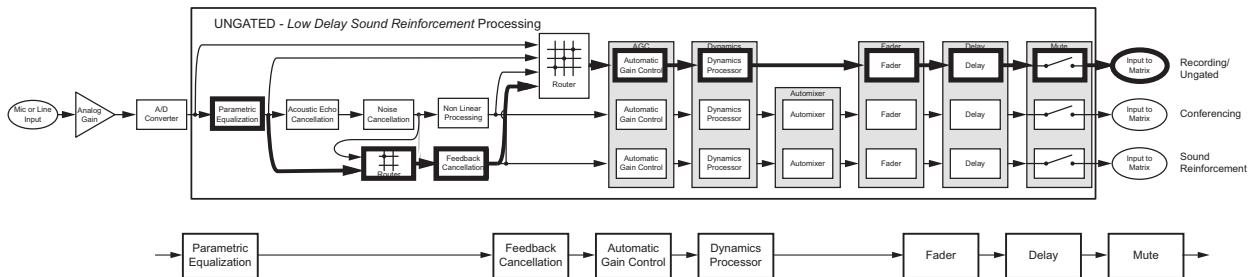 UNGATED - Low Delay Sound Reinforcement Processing
AGC
Dynamics
Fader
Delay
Mute
Router
Automatic
Gain Control
Dynamics
Processor
Fader
Delay
Input to
Matrix
Recording/
Ungated
Mic or Line
Input
Analog
Gain
A/D
Converter
Parametric
Equalization
Acoustic Echo
Cancellation
Noise
Cancellation
Non Linear
Processing
Automatic
Gain Control
Dynamics
Processor
Automixer
Automixer
Fader
Delay
Input to
Matrix
Conferencing
Router
Feedback
Cancellation
Automatic
Gain Control
Dynamics
Processor
Automixer
Fader
Delay
Input to
Matrix
Sound
Reinforcement
Parametric
Equalization
Feedback
Cancellation
Automatic
Gain Control
Dynamics
Processor
Fader
Delay
Mute